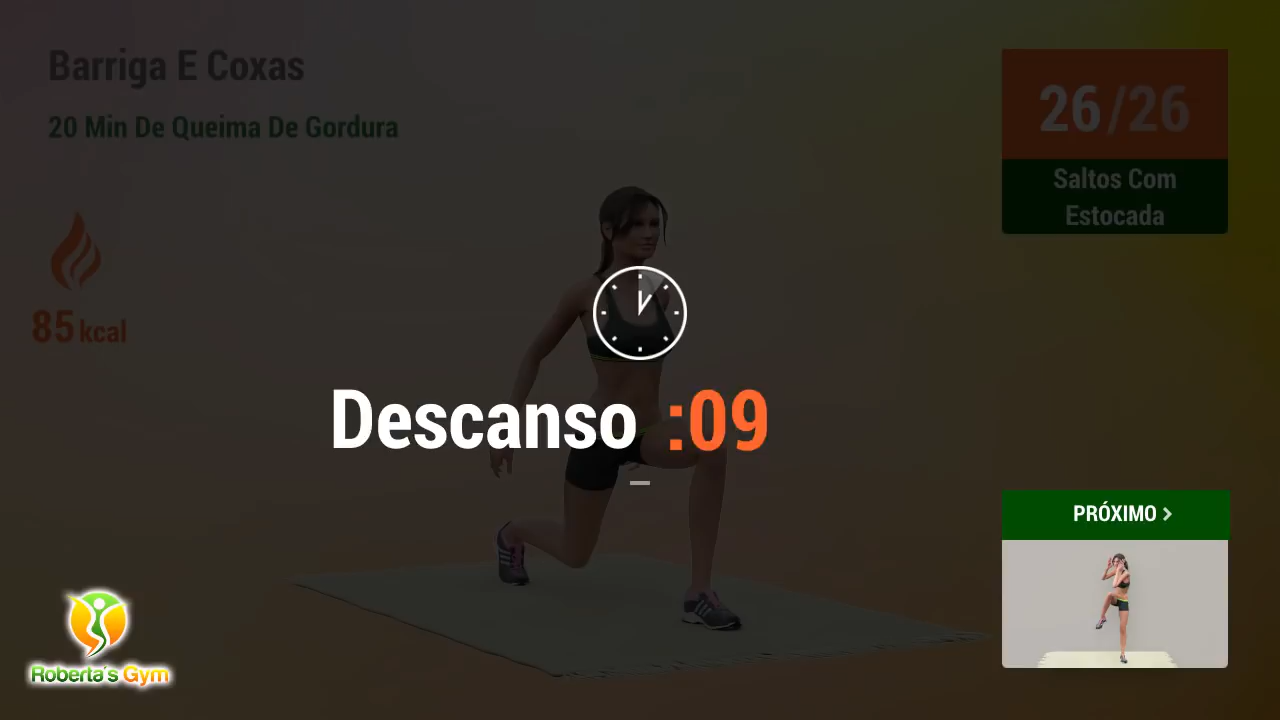 Barriga E Coxas
20 Min De Queima De Gordura
26/26
Saltos Com
Estocada
85 kcal
Descanso :09
PRÓXIMO >
Roberta´s Gym